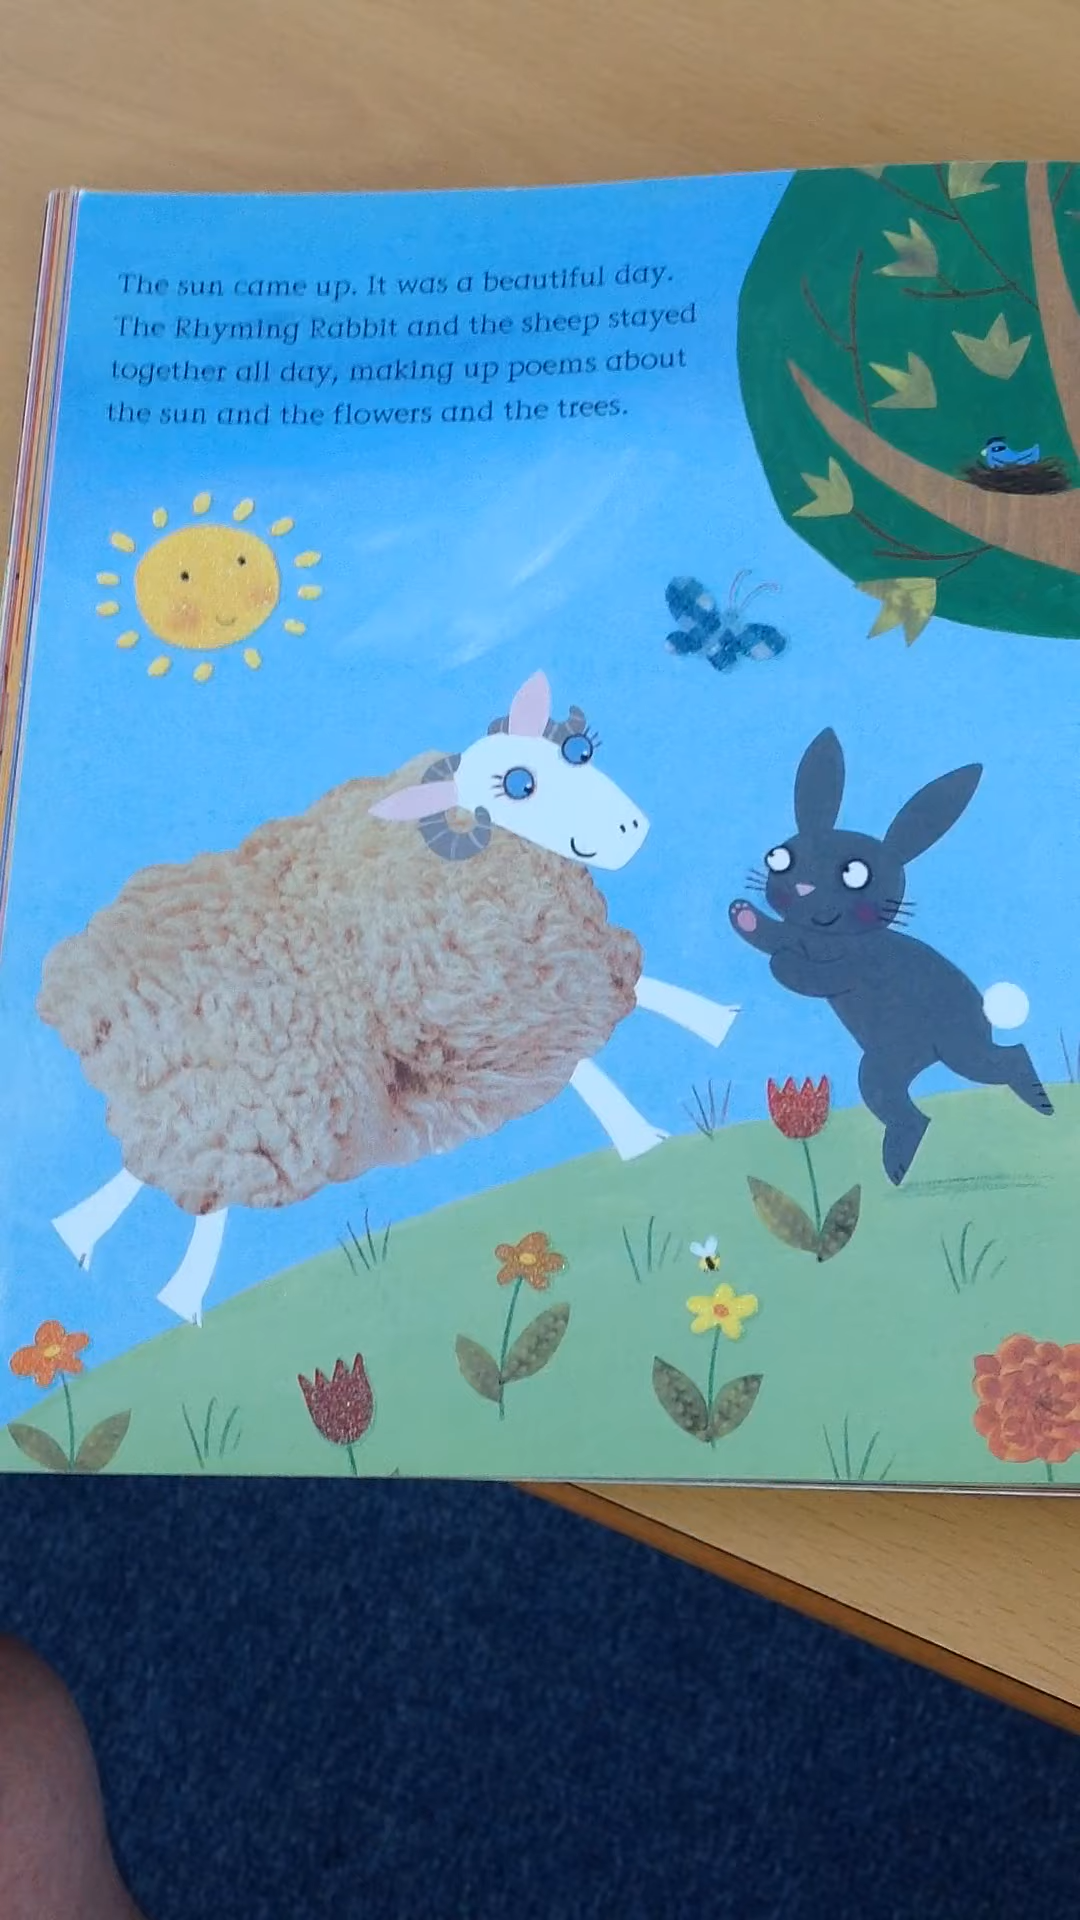 The sun came up. It was a beautiful day.
The Rhyming Rabbit and the sheep stayed
together all day, making up poems about
the sun and the flowers and the trees.